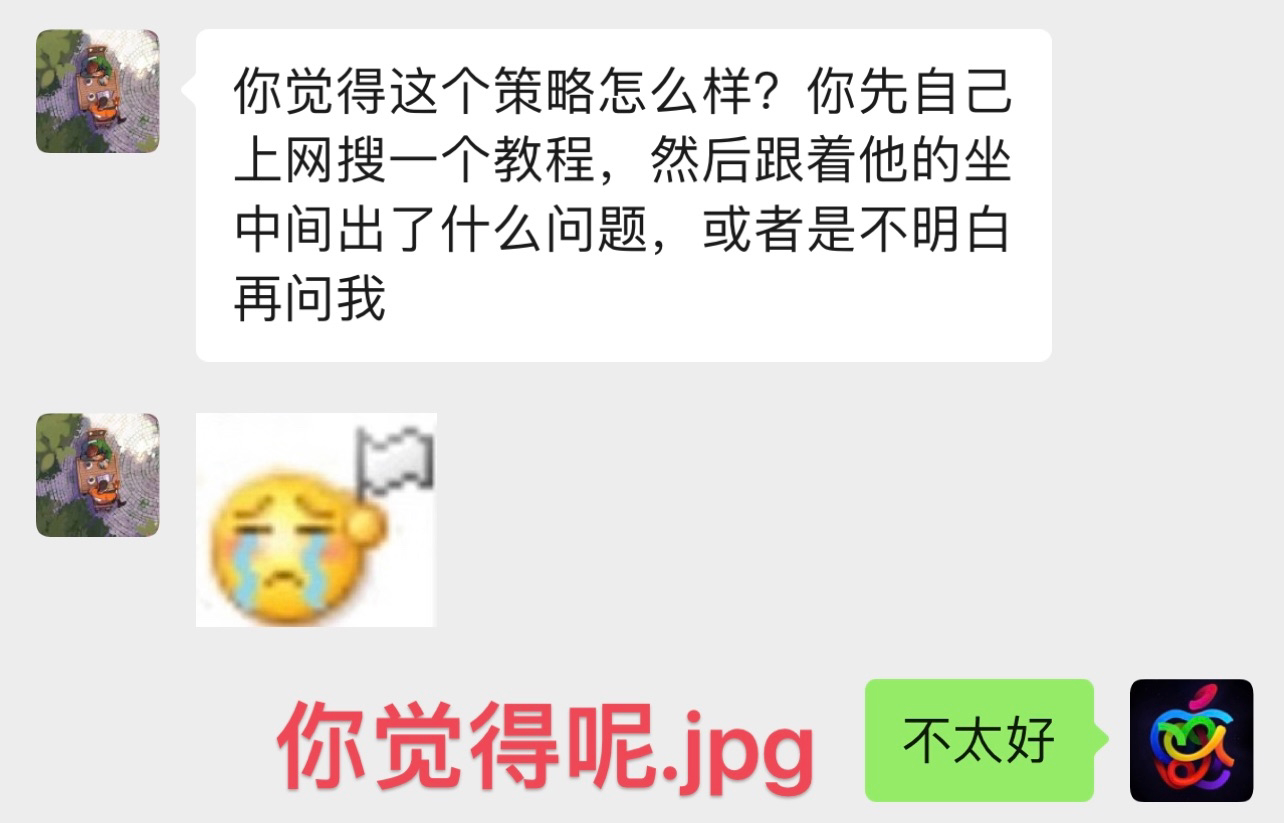 你觉得这个策略怎么样？你先自己
上网搜一个教程，然后跟着他的坐
中间出了什么问题，或者是不明白
再问我
你觉得呢.jpg
不太好